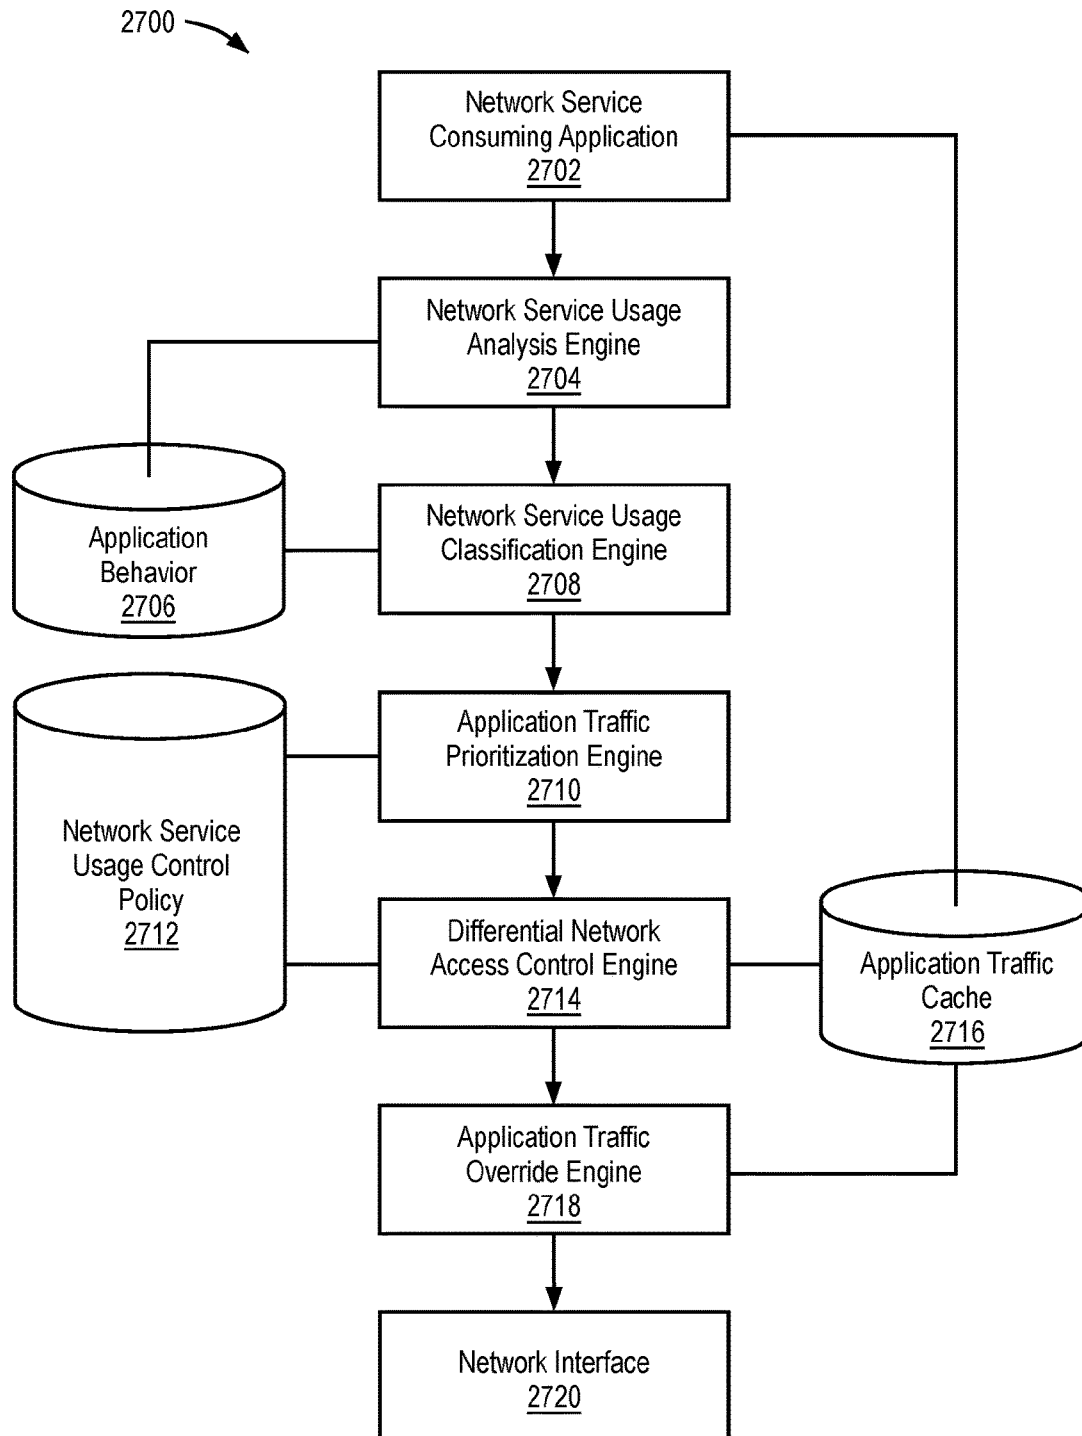 2700
Network Service
Consuming Application
2702
Network Service Usage
Analysis Engine
2704
Application
Behavior
2706
Network Service Usage
Classification Engine
2708
Application Traffic
Prioritization Engine
2710
Network Service
Usage Control
Policy
2712
Differential Network
Access Control Engine
2714
Application Traffic
Cache
2716
Application Traffic
Override Engine
2718
Network Interface
2720